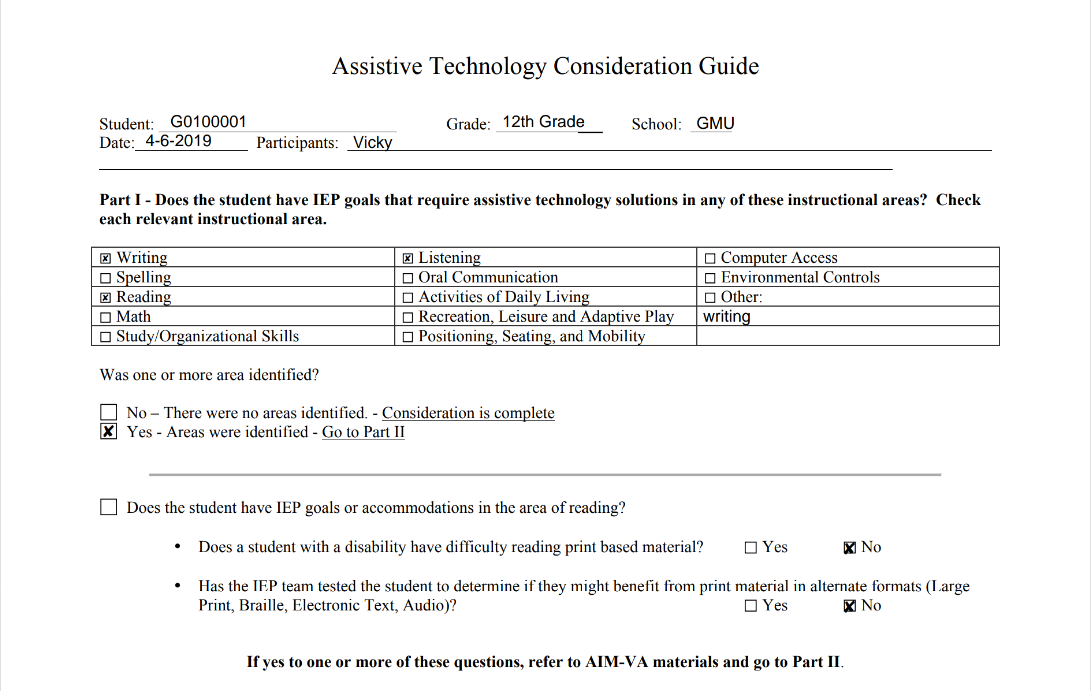 Assistive Technology Consideration Guide
Student: G0100001 Grade: 12th Grade School: GMU
Date: 4-6-2019 Participants: Vicky
Part I - Does the student have IEP goals that require assistive technology solutions in any of these instructional areas? Check
each relevant instructional area.
☒ Writing ☒ Listening ☐ Computer Access
☐ Spelling ☐ Oral Communication ☐ Environmental Controls
☒ Reading ☐ Activities of Daily Living ☐ Other:
☐ Math ☐ Recreation, Leisure and Adaptive Play writing
☐ Study/Organizational Skills ☐ Positioning, Seating, and Mobility
Was one or more area identified?
☐ No – There were no areas identified. - Consideration is complete
☒ Yes - Areas were identified - Go to Part II
☐ Does the student have IEP goals or accommodations in the area of reading?
• Does a student with a disability have difficulty reading print based material? ☐ Yes ☒ No
• Has the IEP team tested the student to determine if they might benefit from print material in alternate formats (Large
Print, Braille, Electronic Text, Audio)? ☐ Yes ☒ No
If yes to one or more of these questions, refer to AIM-VA materials and go to Part II.